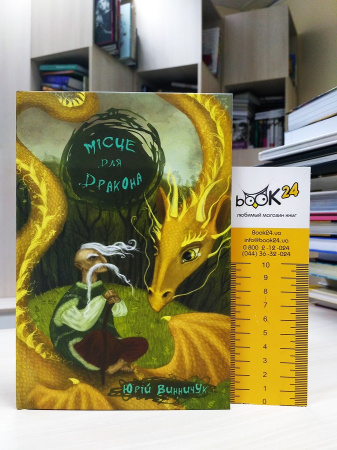 Місце
для
Дракона
Юрій Винничук
book24
любимый магазин книг
Book24.ua
info@book24.ua
0 800 2-12-024
(044) 36-32-024
10
9
8
7
6
5
4
3
2
1
0